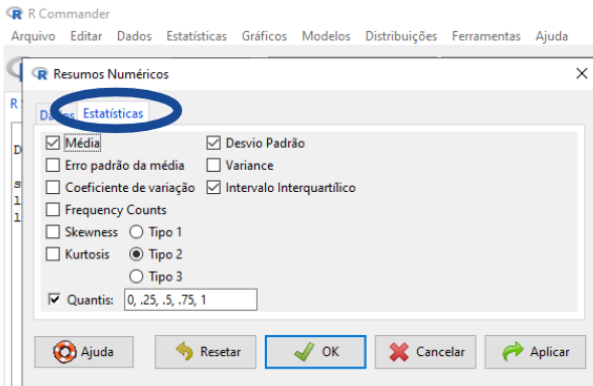 R Commander
Arquivo Editar Dados Estatísticas Gráficos Modelos Distribuições Ferramentas Ajuda
Resumos Numéricos
Estatísticas
Média Desvio Padrão
Erro padrão da média Variance
Coeficiente de variação Intervalo Interquartílico
Frequency Counts
Skewness Tipo 1
Kurtosis Tipo 2
Tipo 3
Quantis: 0, .25, .5, .75, 1
Ajuda Resetar OK Cancelar Aplicar